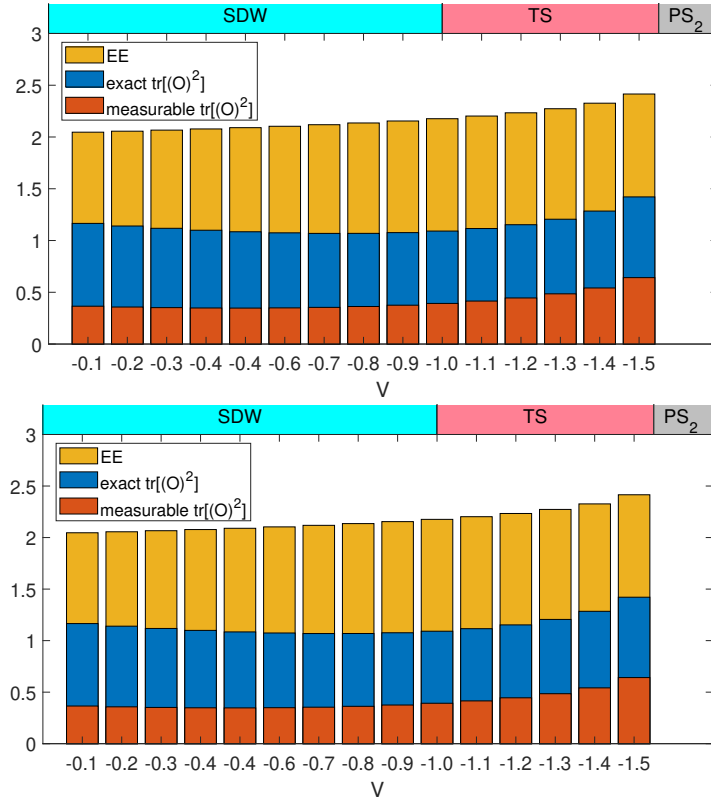 SDW TS PS2
3
2.5
2
1.5
1
0.5
0
EE
exact tr[(O)^2]
measurable tr[(O)^2]
-0.1 -0.2 -0.3 -0.4 -0.4 -0.6 -0.7 -0.8 -0.9 -1.0 -1.1 -1.2 -1.3 -1.4 -1.5
V
SDW TS PS2
3
2.5
2
1.5
1
0.5
0
EE
exact tr[(O)^2]
measurable tr[(O)^2]
-0.1 -0.2 -0.3 -0.4 -0.4 -0.6 -0.7 -0.8 -0.9 -1.0 -1.1 -1.2 -1.3 -1.4 -1.5
V